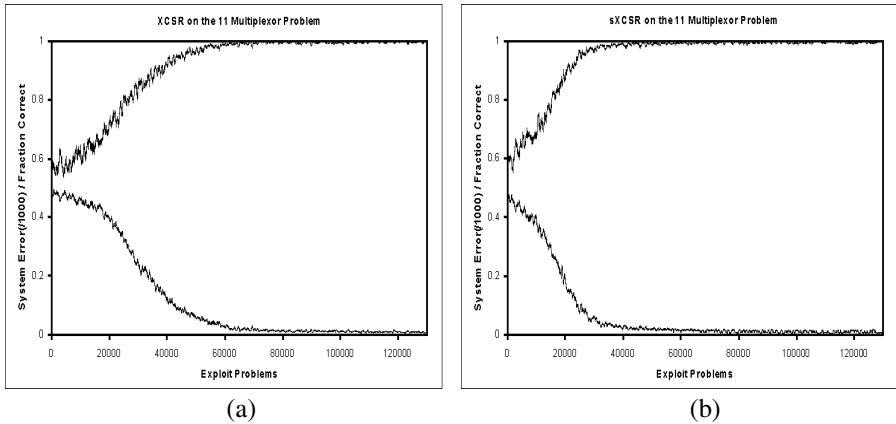 XCSR on the 11 Multiplexor Problem
System Error(/1000) / Fraction Correct
1
0.8
0.6
0.4
0.2
0
0 20000 40000 60000 80000 100000 120000
Exploit Problems
(a)
sXCSR on the 11 Multiplexor Problem
System Error(/1000) / Fraction Correct
1
0.8
0.6
0.4
0.2
0
0 20000 40000 60000 80000 100000 120000
Exploit Problems
(b)